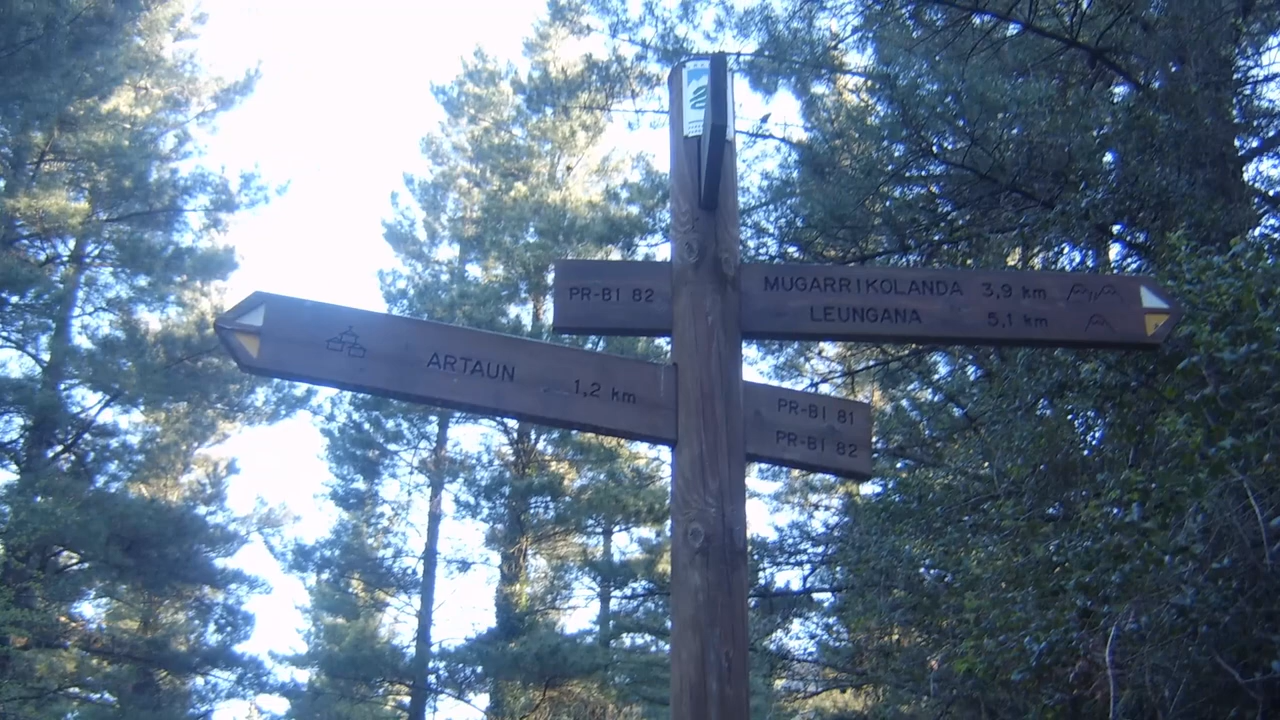 PR-BI 82
MUGARRIKOLANDA 3,9 km
LEUNGANA 5,1 km
ARTAUN 1,2 km
PR-BI 81
PR-BI 82